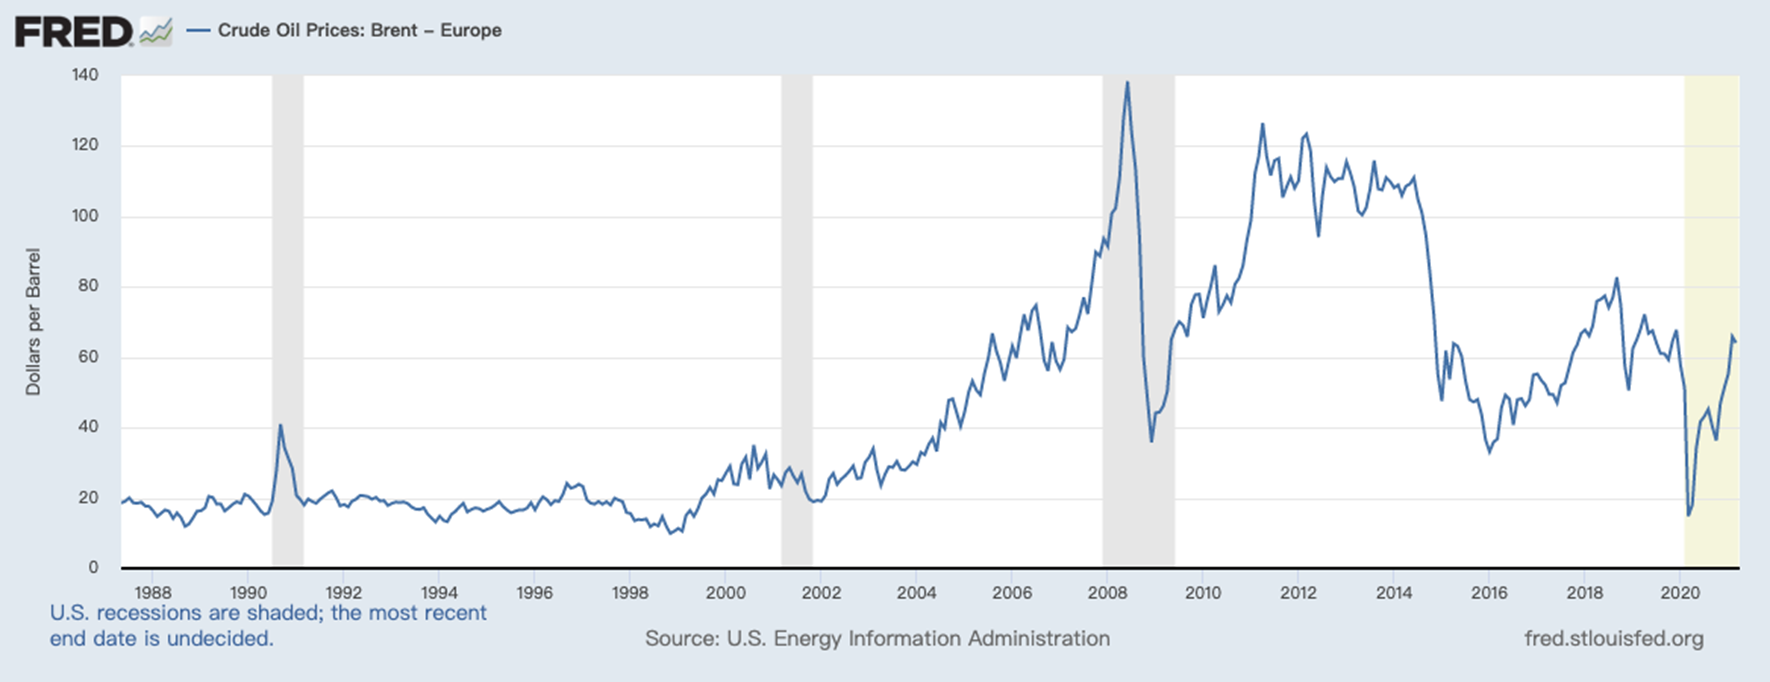 FRED
Crude Oil Prices: Brent – Europe
Dollars per Barrel
140
120
100
80
60
40
20
0
1988 1990 1992 1994 1996 1998 2000 2002 2004 2006 2008 2010 2012 2014 2016 2018 2020
U.S. recessions are shaded; the most recent
end date is undecided.
Source: U.S. Energy Information Administration
fred.stlouisfed.org